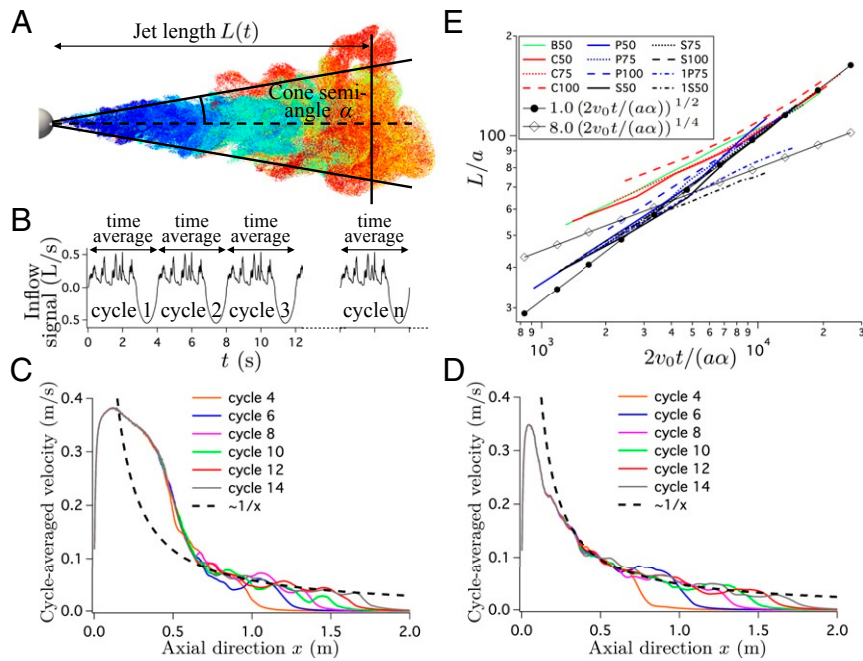 A
Jet length L(t)
Cone semi-
angle α
B
time
average
time
average
time
average
time
average
Inflow
signal (L/s)
0.5
0.0
0.5
cycle 1
cycle 2
cycle 3
cycle n
0 2 4 6 8 10 12
t (s)
C
Cycle-averaged velocity (m/s)
0.4
0.3
0.2
0.1
0.0
cycle 4
cycle 6
cycle 8
cycle 10
cycle 12
cycle 14
~1/x
0.0 0.5 1.0 1.5 2.0
Axial direction x (m)
E
L/a
2
100
9
8
7
6
5
4
3
B50 P50 S75
C50 P75 S100
C75 P100 1P75
C100 S50 1S50
1.0 (2v₀t/(aα))^1/2
8.0 (2v₀t/(aα))^1/4
8 9 10³ 2 3 4 5 6 7 8 9 10⁴ 2
2v₀t/(aα)
D
Cycle-averaged velocity (m/s)
0.4
0.3
0.2
0.1
0.0
cycle 4
cycle 6
cycle 8
cycle 10
cycle 12
cycle 14
~1/x
0.0 0.5 1.0 1.5 2.0
Axial direction x (m)